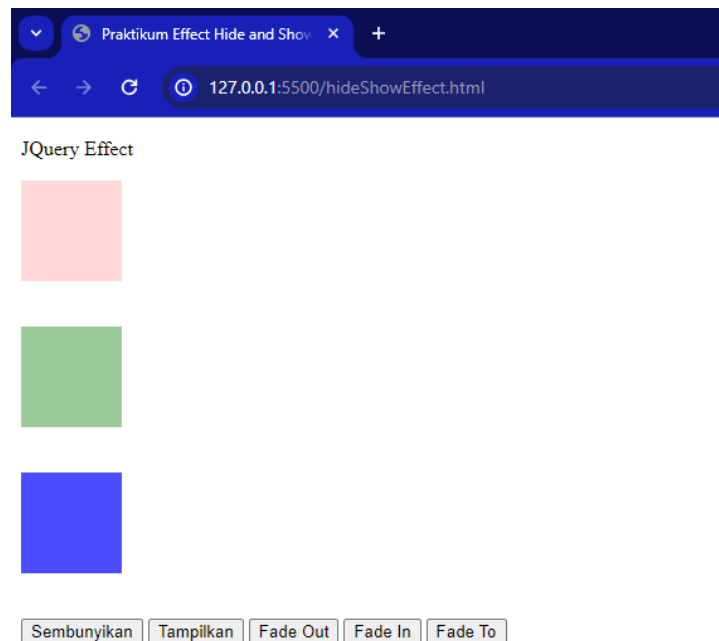 Praktikum Effect Hide and Show
127.0.0.1:5500/hideShowEffect.html
JQuery Effect
Sembunyikan Tampilkan Fade Out Fade In Fade To